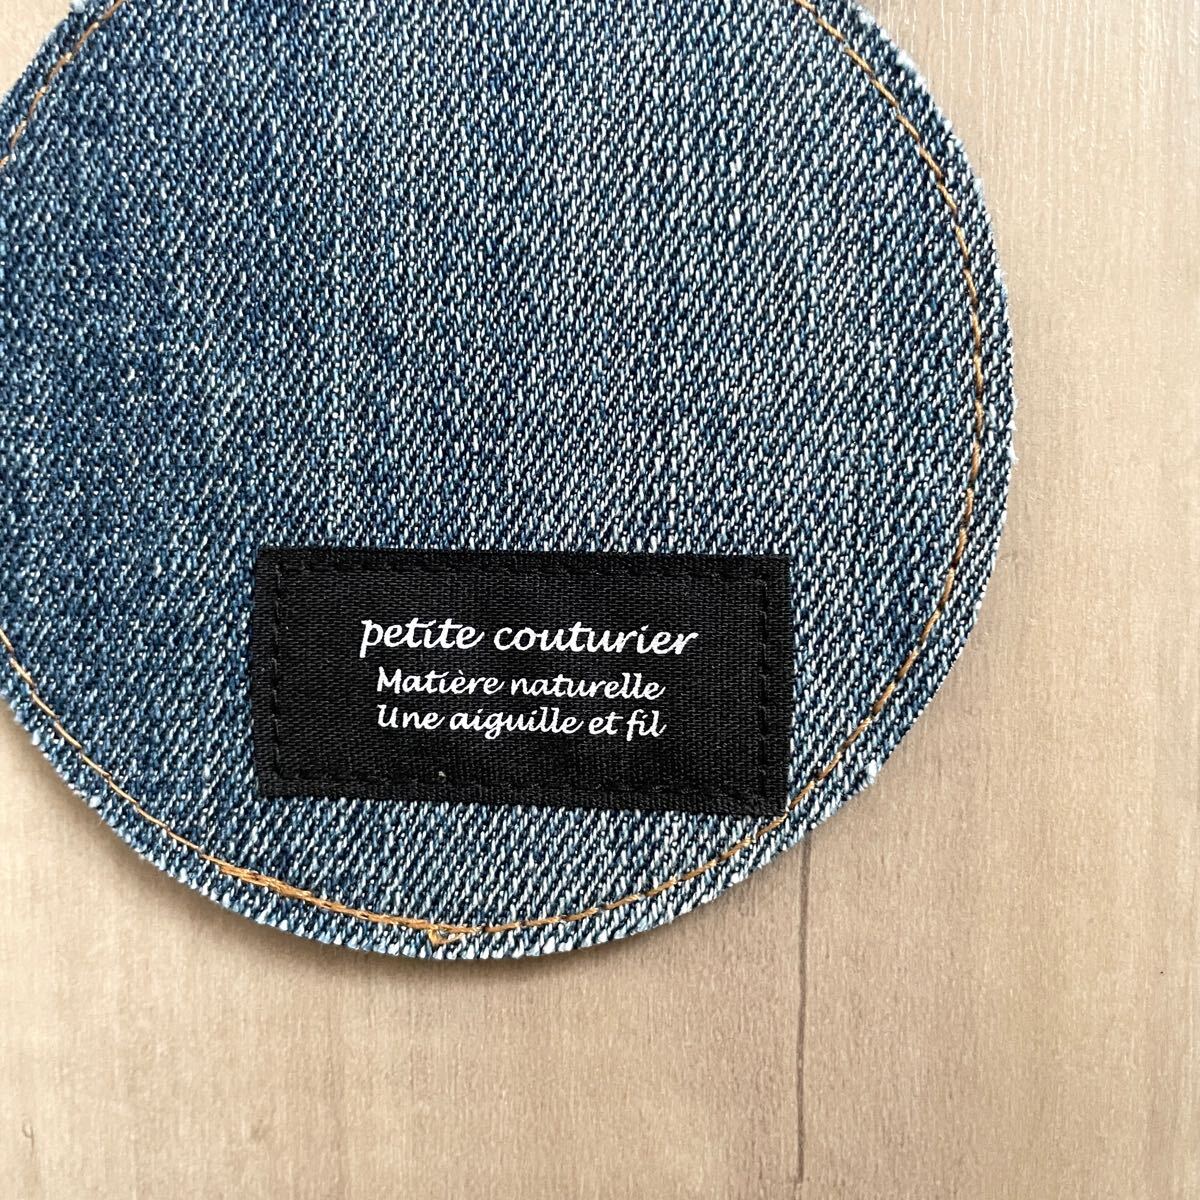 petite couturier
Matière naturelle
Une aiguille et fil